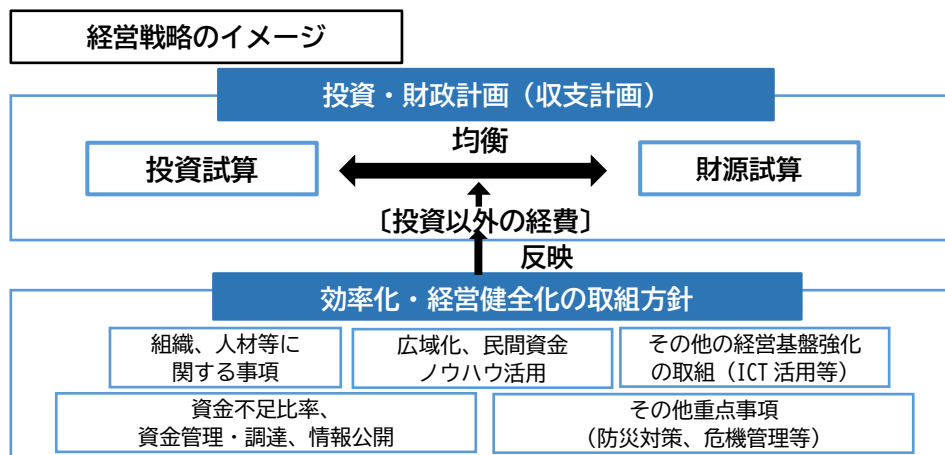 経営戦略のイメージ
投資・財政計画（収支計画）
均衡
投資試算
財源試算
〔投資以外の経費〕
反映
効率化・経営健全化の取組方針
組織、人材等に
関する事項
広域化、民間資金
ノウハウ活用
その他の経営基盤強化
の取組（ICT 活用等）
資金不足比率、
資金管理・調達、情報公開
その他重点事項
（防災対策、危機管理等）